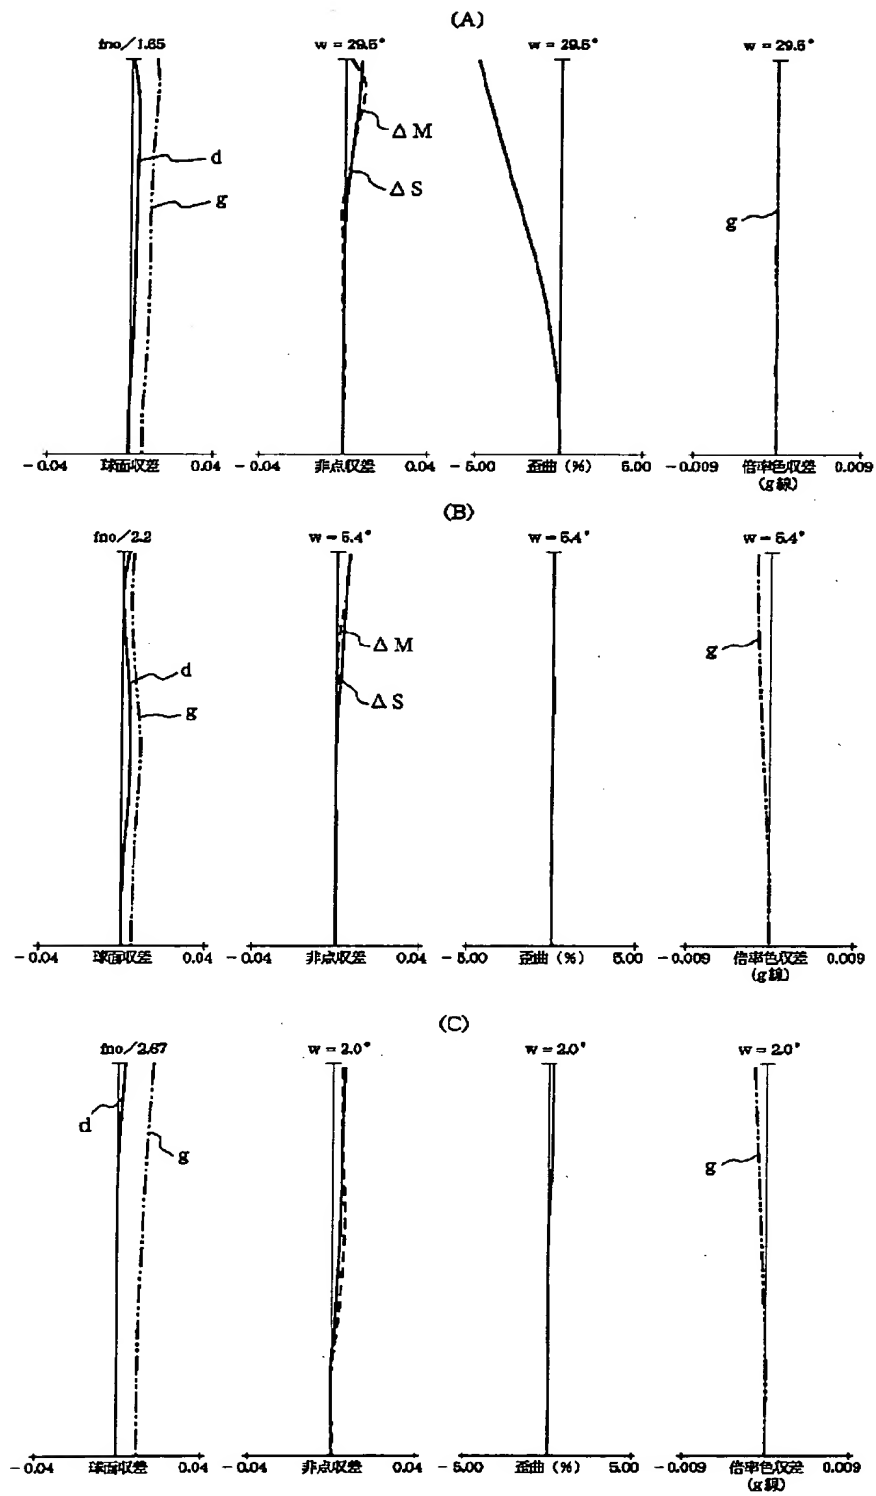 (A)
fno/1.65
w = 29.5°
w = 29.5°
w = 29.5°
ΔM
d
ΔS
g
g
-0.04 球面収差 0.04
-0.04 非点収差 0.04
-5.00 歪曲 (%) 5.00
-0.009 倍率色収差 0.009
(g線)
(B)
fno/2.2
w = 5.4°
w = 5.4°
w = 5.4°
ΔM
g
d
ΔS
g
-0.04 球面収差 0.04
-0.04 非点収差 0.04
-5.00 歪曲 (%) 5.00
-0.009 倍率色収差 0.009
(g線)
(C)
fno/2.67
w = 2.0°
w = 2.0°
w = 2.0°
d
g
g
-0.04 球面収差 0.04
-0.04 非点収差 0.04
-5.00 歪曲 (%) 5.00
-0.009 倍率色収差 0.009
(g線)